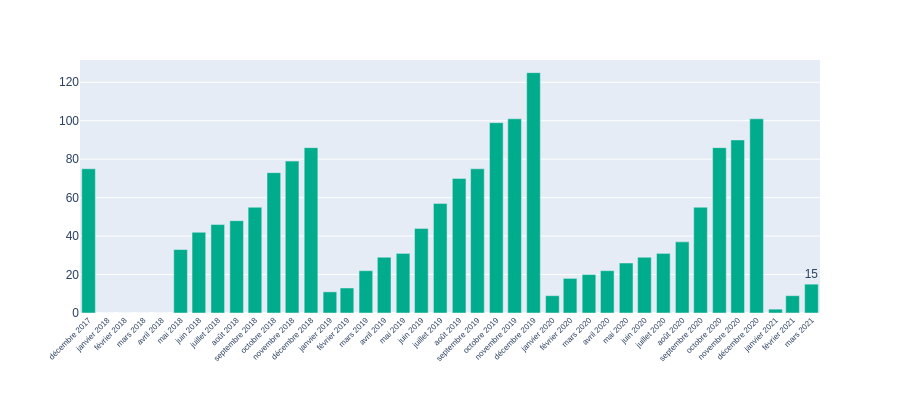 120
100
80
60
40
20
0
15
décembre 2017
janvier 2018
février 2018
mars 2018
avril 2018
mai 2018
juin 2018
juillet 2018
août 2018
septembre 2018
octobre 2018
novembre 2018
décembre 2018
janvier 2019
février 2019
mars 2019
avril 2019
mai 2019
juin 2019
juillet 2019
août 2019
septembre 2019
octobre 2019
novembre 2019
décembre 2019
janvier 2020
février 2020
mars 2020
avril 2020
mai 2020
juin 2020
juillet 2020
août 2020
septembre 2020
octobre 2020
novembre 2020
décembre 2020
janvier 2021
février 2021
mars 2021